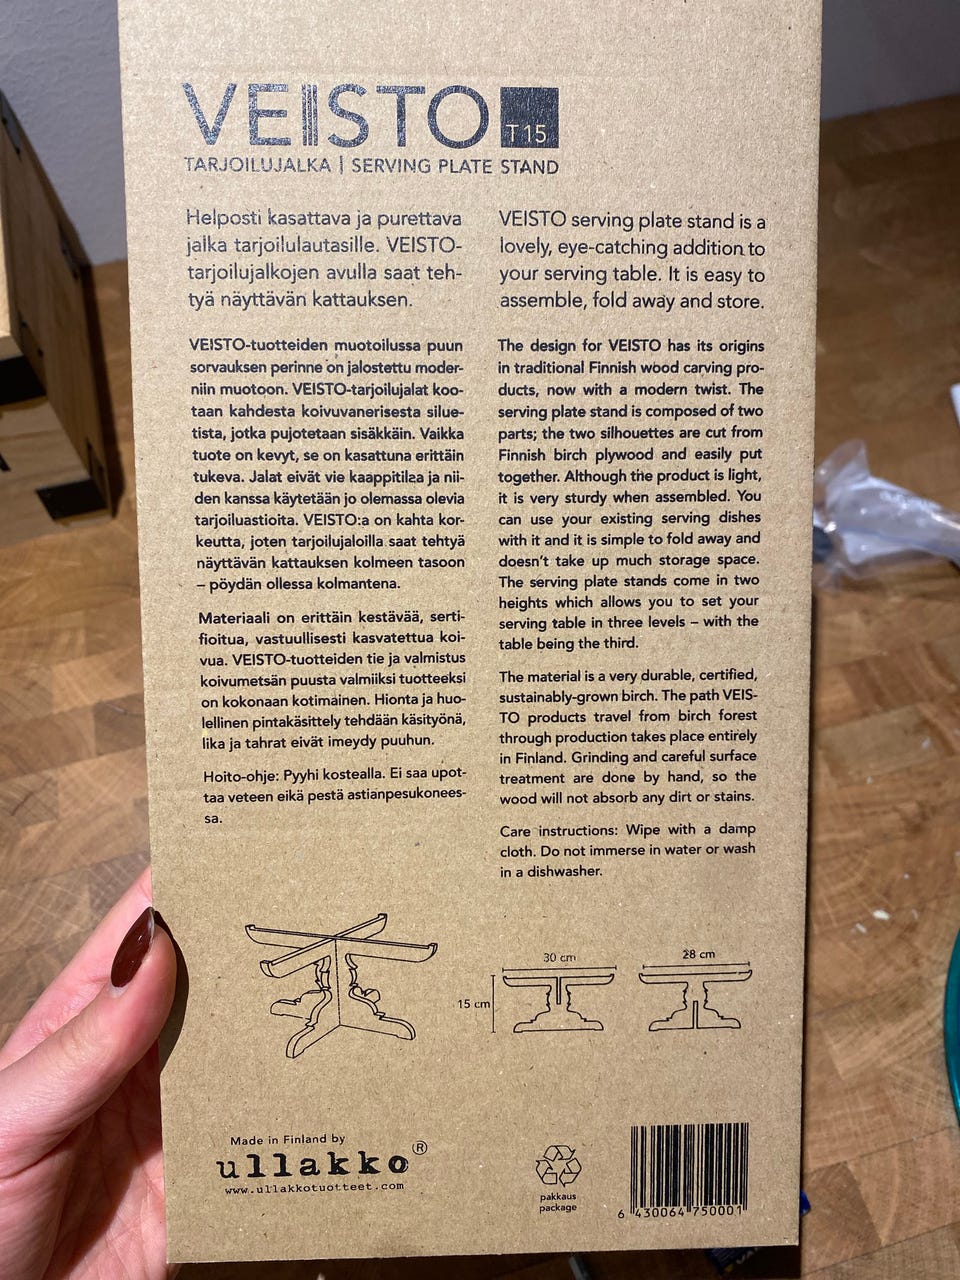 VEISTO T15
TARJOILUJALKA | SERVING PLATE STAND
Helposti kasattava ja purettava
jalka tarjoilulautasille. VEISTO-
tarjoilujalkojen avulla saat teh-
tyä näyttävän kattauksen.
VEISTO-tuotteiden muotoilussa puun
sorvauksen perinne on jalostettu moder-
niin muotoon. VEISTO-tarjoilujalat koo-
taan kahdesta koivuvanerisesta silue-
tista, jotka pujotetaan sisäkkäin. Vaikka
tuote on kevyt, se on kasattuna erittäin
tukeva. Jalat eivät vie kaappitilaa ja nii-
den kanssa käytetään jo olemassa olevia
tarjoiluastioita. VEISTO:a on kahta kor-
keutta, joten tarjoilujaloilla saat tehtyä
näyttävän kattauksen kolmeen tasoon
– pöydän ollessa kolmantena.
Materiaali on erittäin kestävää, serti-
fioitua, vastuullisesti kasvatettua koi-
vua. VEISTO-tuotteiden tie ja valmistus
koivumetsän puusta valmiiksi tuotteeksi
on kokonaan kotimainen. Hionta ja huo-
lellinen pintakäsittely tehdään käsityönä,
lika ja tahrat eivät imeydy puuhun.
Hoito-ohje: Pyyhi kostealla. Ei saa upot-
taa veteen eikä pestä astianpesukonees-
sa.
VEISTO serving plate stand is a
lovely, eye-catching addition to
your serving table. It is easy to
assemble, fold away and store.
The design for VEISTO has its origins
in traditional Finnish wood carving pro-
ducts, now with a modern twist. The
serving plate stand is composed of two
parts; the two silhouettes are cut from
Finnish birch plywood and easily put
together. Although the product is light,
it is very sturdy when assembled. You
can use your existing serving dishes
with it and it is simple to fold away and
doesn't take up much storage space.
The serving plate stands come in two
heights which allows you to set your
serving table in three levels – with the
table being the third.
The material is a very durable, certified,
sustainably-grown birch. The path VEIS-
TO products travel from birch forest
through production takes place entirely
in Finland. Grinding and careful surface
treatment are done by hand, so the
wood will not absorb any dirt or stains.
Care instructions: Wipe with a damp
cloth. Do not immerse in water or wash
in a dishwasher.
30 cm
28 cm
15 cm
Made in Finland by
ullakko®
www.ullakkotuotteet.com
pakkaus
package
6 430064 750001